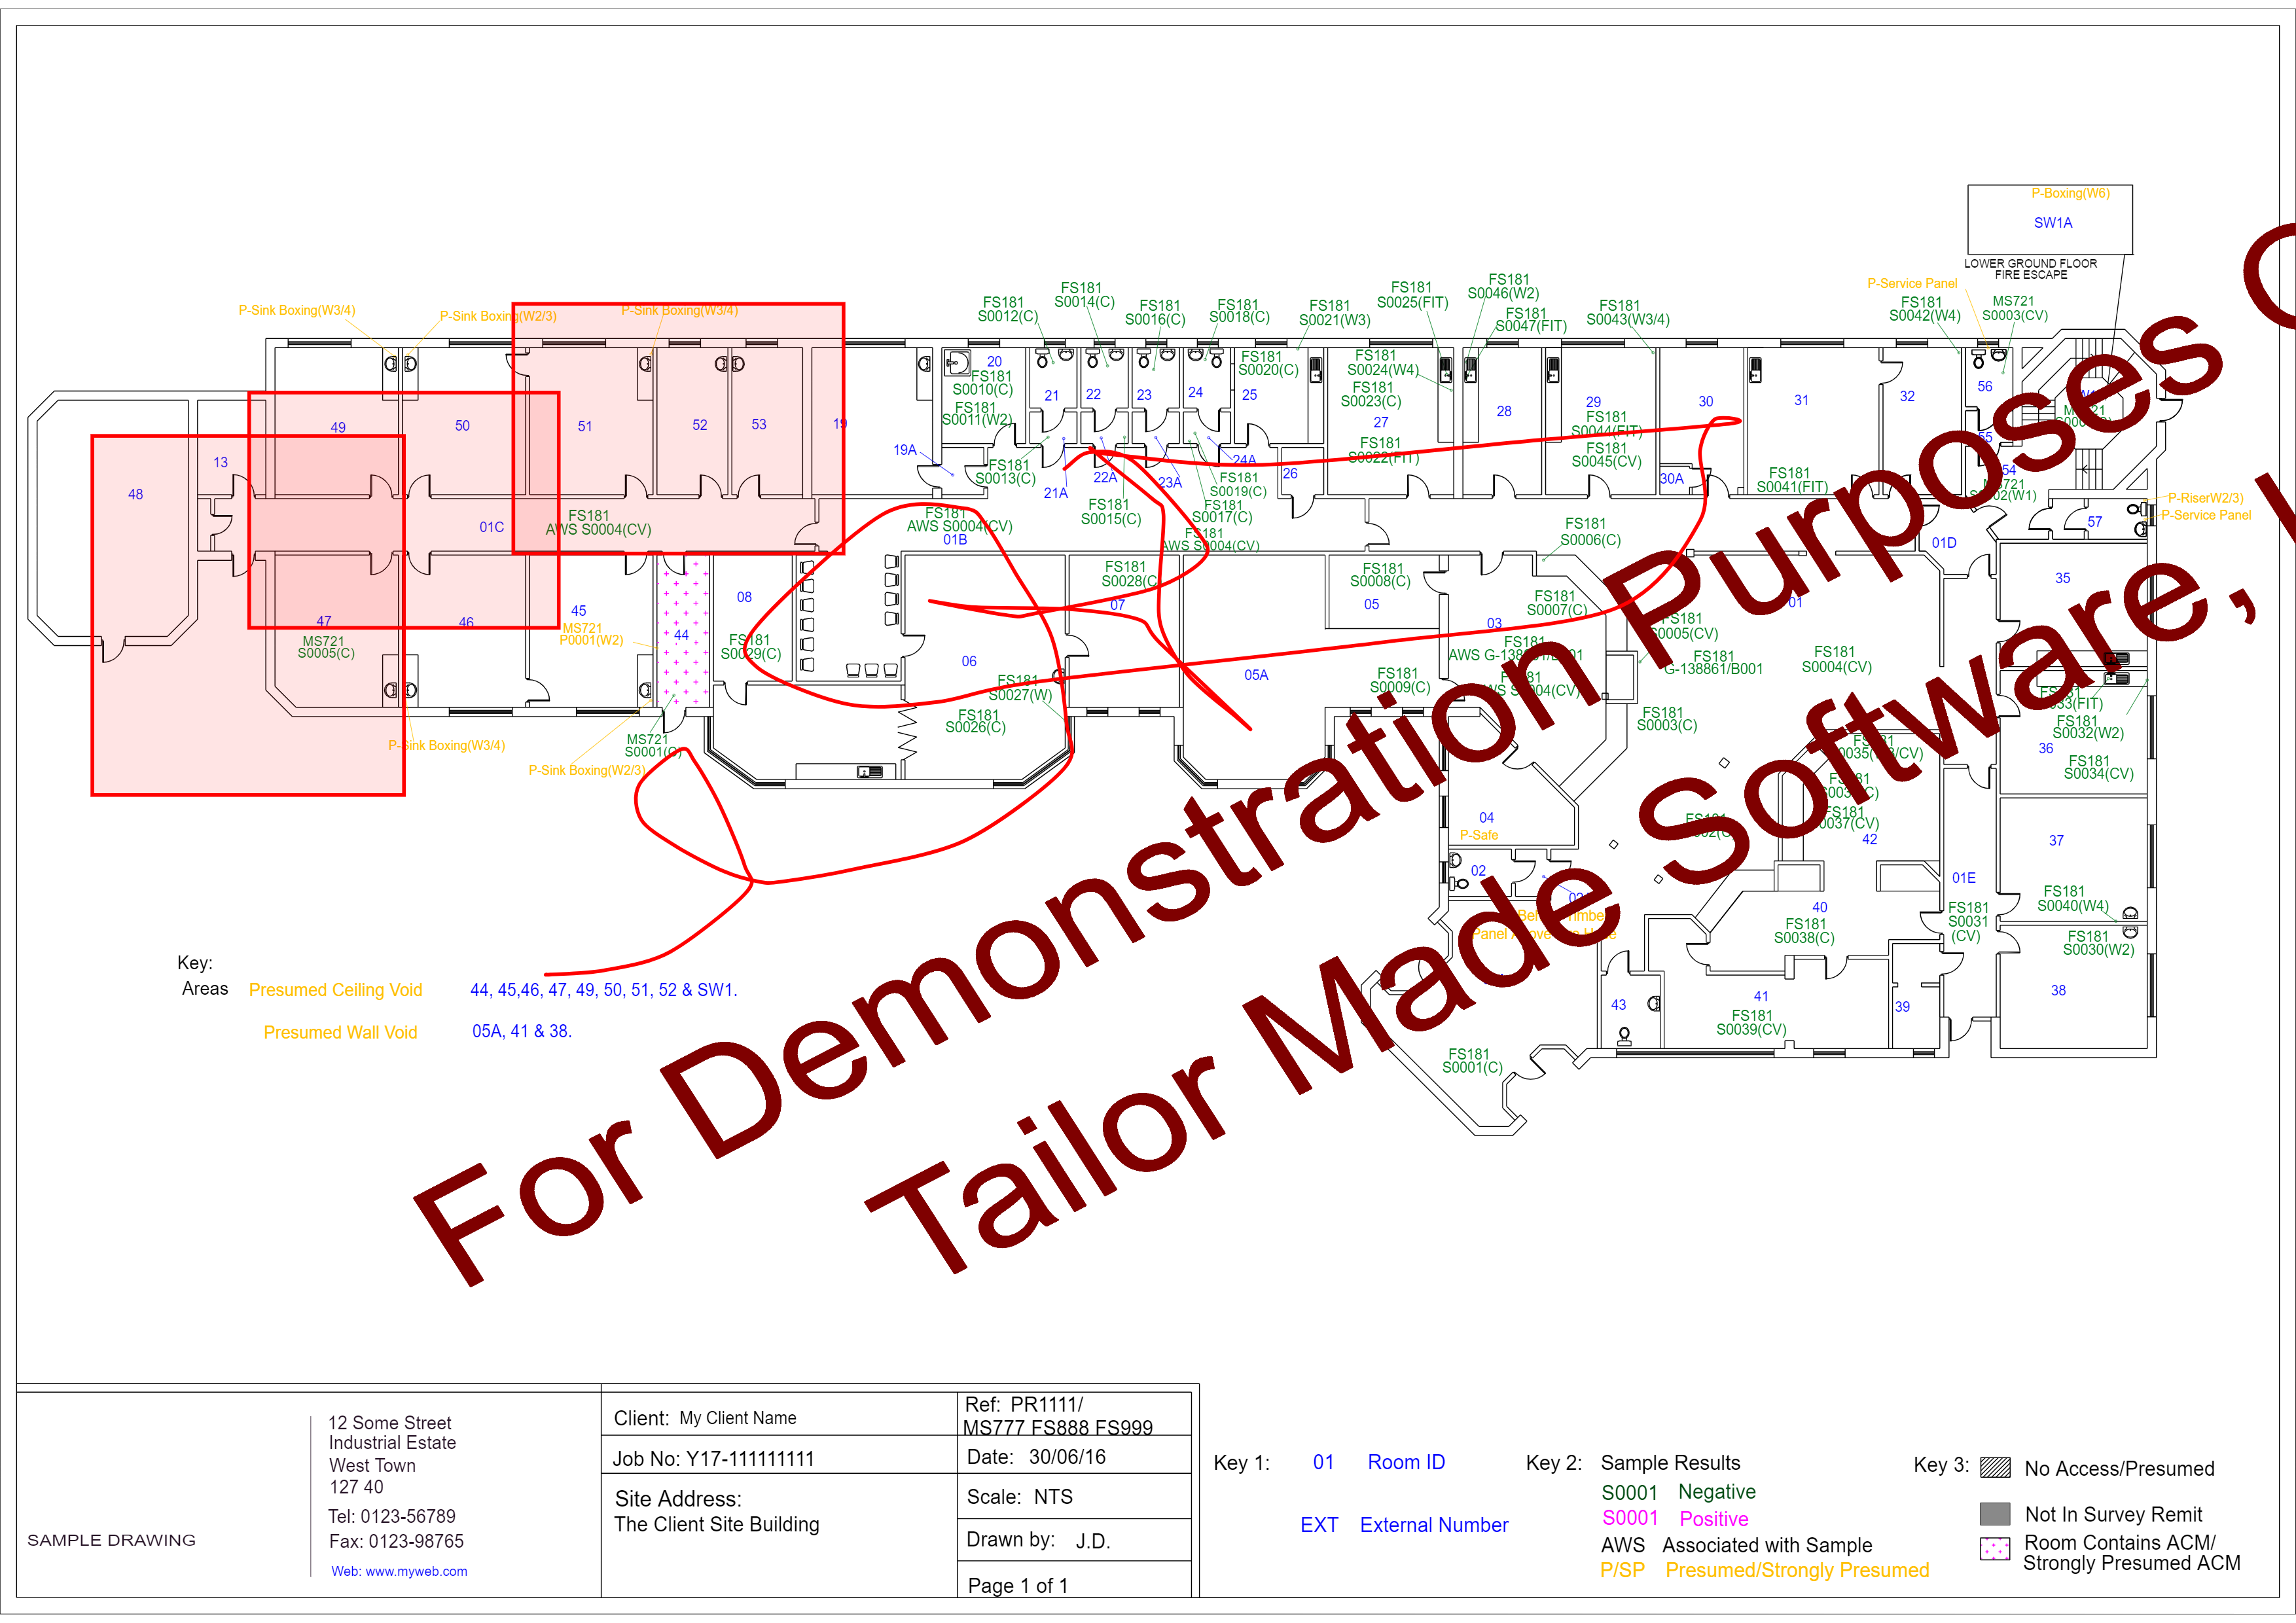 P-Boxing(W6)
SW1A
LOWER GROUND FLOOR
FIRE ESCAPE
P-Service Panel
FS181
S0042(W4)
MS721
S0003(CV)
P-Sink Boxing(W3/4)
P-Sink Boxing(W2/3)
P-Sink Boxing(W3/4)
FS181
S0012(C)
FS181
S0014(C)
FS181
S0016(C)
FS181
S0018(C)
FS181
S0021(W3)
FS181
S0025(FIT)
FS181
S0046(W2)
FS181
S0047(FIT)
FS181
S0043(W3/4)
49
50
51
52
53
19
20
FS181
S0010(C)
FS181
S0011(W2)
21
22
23
24
25
FS181
S0020(C)
FS181
S0024(W4)
FS181
S0023(C)
27
FS181
S0022(FIT)
28
29
FS181
S0044(FIT)
FS181
S0045(CV)
30
30A
31
FS181
S0041(FIT)
32
56
55
54
MS721
48
13
19A
FS181
S0013(C)
21A
22A
23A
24A
FS181
S0019(C)
FS181
S0015(C)
FS181
S0017(C)
26
P-RiserW2/3)
P-Service Panel
57
01C
FS181
AWS S0004(CV)
FS181
AWS S0004(CV)
01B
FS181
AWS S0004(CV)
FS181
S0006(C)
01D
35
47
MS721
S0005(C)
46
45
MS721
P0001(W2)
44
08
FS181
S0029(C)
06
FS181
S0027(W)
FS181
S0026(C)
FS181
S0028(C)
07
05A
FS181
S0008(C)
05
FS181
S0009(C)
FS181
S0007(C)
03
FS181
AWS G-138861/B001
FS181
AWS S0004(CV)
FS181
S0005(CV)
FS181
G-138861/B001
01
FS181
S0004(CV)
FS181
S0003(C)
FS181
S0032(W2)
36
FS181
S0034(CV)
P-Sink Boxing(W3/4)
P-Sink Boxing(W2/3)
MS721
S0001(C)
04
P-Safe
02
FS181
42
37
01E
FS181
S0040(W4)
40
FS181
S0038(C)
FS181
S0031
(CV)
FS181
S0030(W2)
38
43
41
FS181
S0039(CV)
39
FS181
S0001(C)
For Demonstration Purposes
Tailor Made Software,
Key:
Areas
Presumed Ceiling Void 44, 45,46, 47, 49, 50, 51, 52 & SW1.
Presumed Wall Void 05A, 41 & 38.
SAMPLE DRAWING
12 Some Street
Industrial Estate
West Town
127 40
Tel: 0123-56789
Fax: 0123-98765
Web: www.myweb.com
Client: My Client Name
Job No: Y17-111111111
Site Address:
The Client Site Building
Ref: PR1111/
MS777 FS888 FS999
Date: 30/06/16
Scale: NTS
Drawn by: J.D.
Page 1 of 1
Key 1: 01 Room ID
EXT External Number
Key 2: Sample Results
S0001 Negative
S0001 Positive
AWS Associated with Sample
P/SP Presumed/Strongly Presumed
Key 3: No Access/Presumed
Not In Survey Remit
Room Contains ACM/
Strongly Presumed ACM